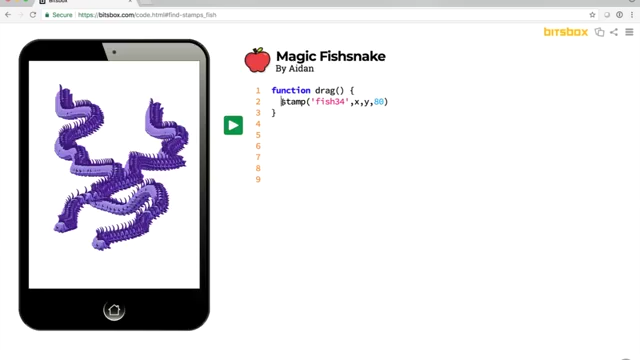 bitsbox
Secure https://bitsbox.com/code.html#find-stamps_fish
bitsbox
Magic Fishsnake
By Aidan
1 function drag() {
2 stamp('fish34',x,y,80)
3 }
4
5
6
7
8
9